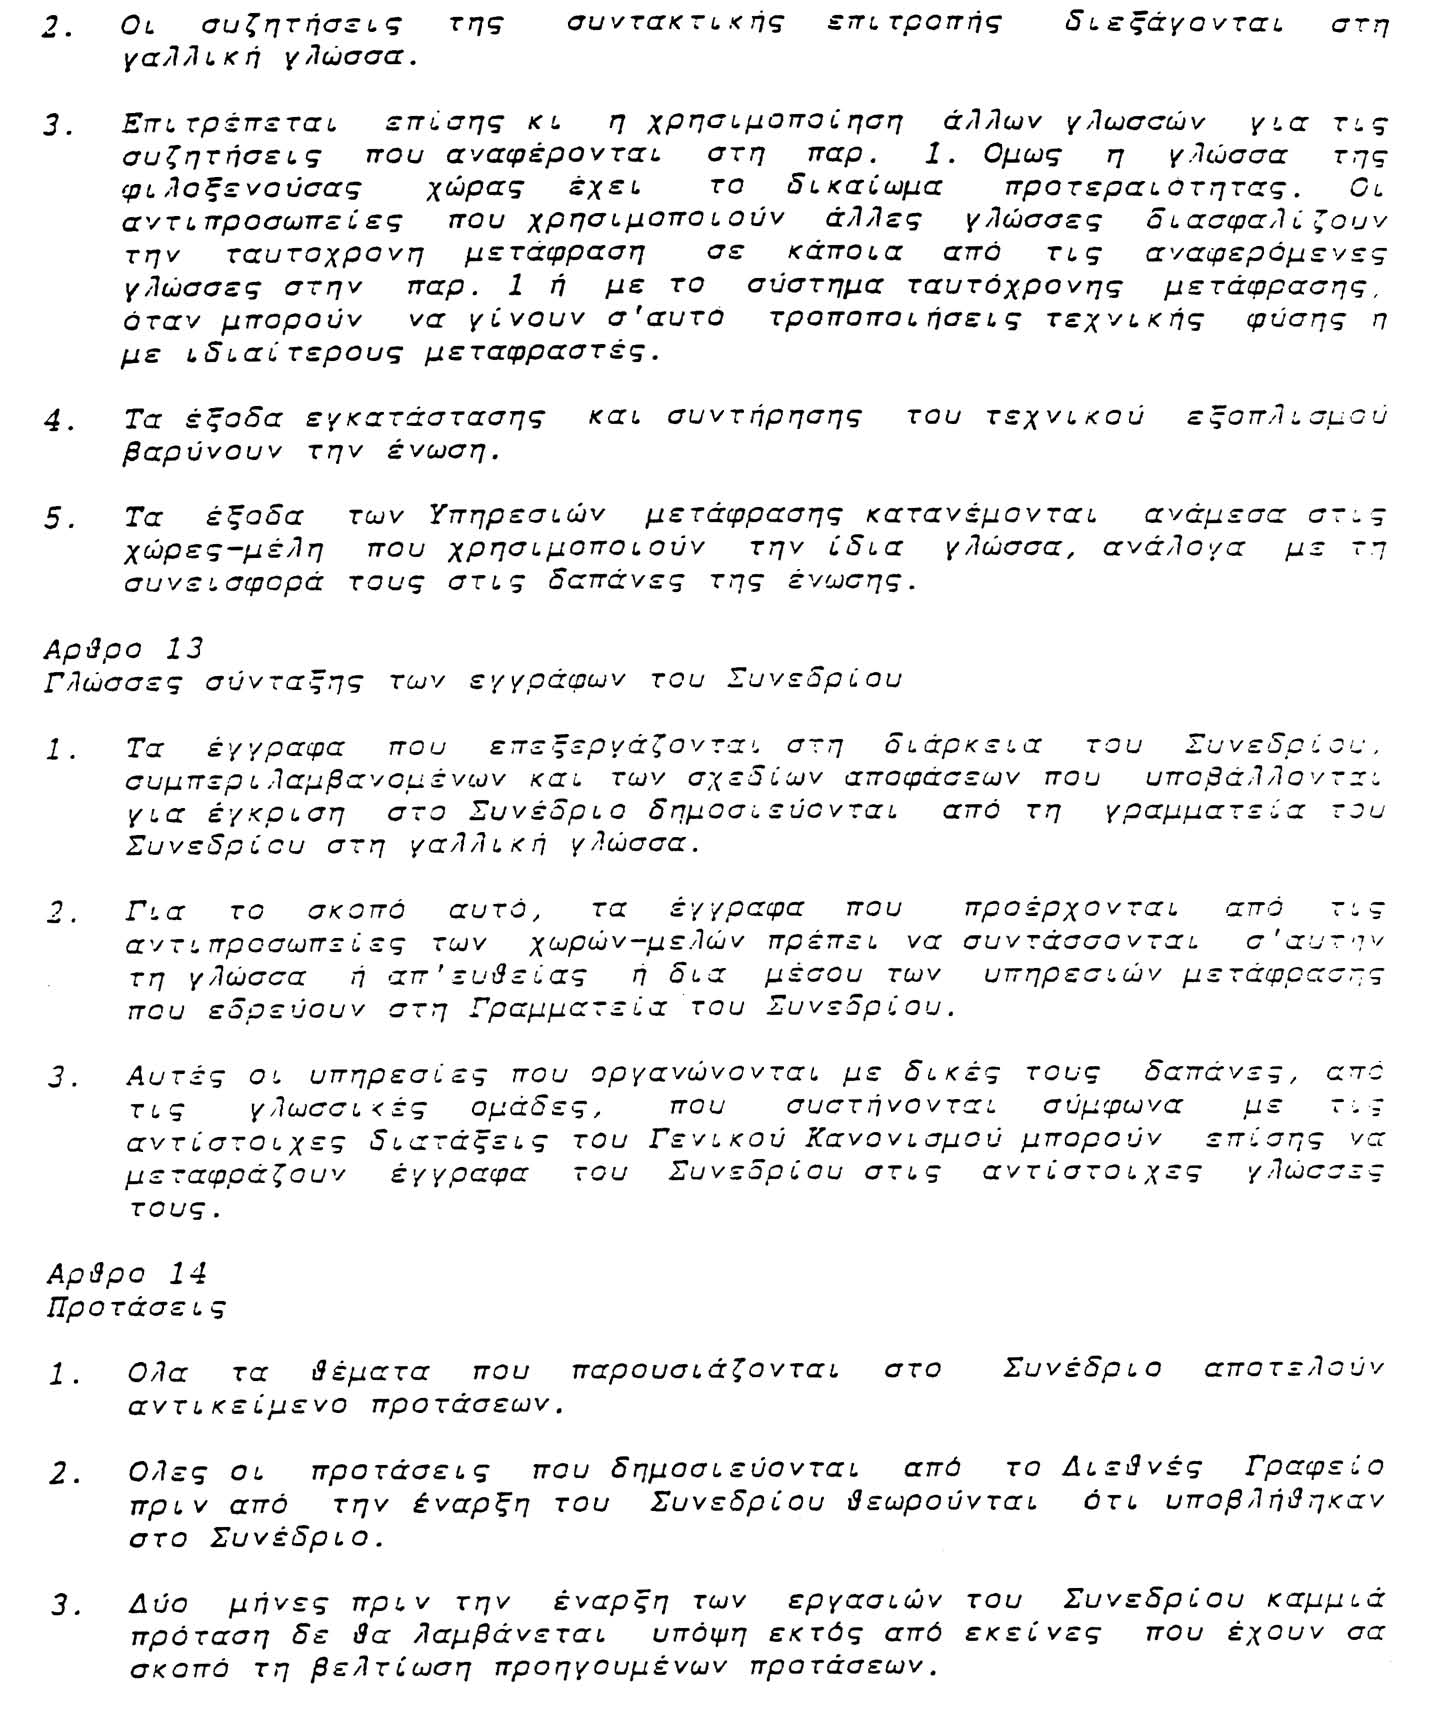 2. Οι συζητήσεις της συντακτικής επιτροπής διεξάγονται στη
γαλλική γλώσσα.
3. Επιτρέπεται επίσης κι η χρησιμοποίηση άλλων γλωσσών για τις
συζητήσεις που αναφέρονται στη παρ. 1. Ομως η γλώσσα της
φιλοξενούσας χώρας έχει το δικαίωμα προτεραιότητας. Οι
αντιπροσωπείες που χρησιμοποιούν άλλες γλώσσες διασφαλίζουν
την ταυτοχρονη μετάφραση σε κάποια από τις αναφερόμενες
γλώσσες στην παρ. 1 ή με το σύστημα ταυτόχρονης μετάφρασης,
όταν μπορούν να γίνουν σ'αυτό τροποποιήσεις τεχνικής φύσης η
με ιδιαίτερους μεταφραστές.
4. Τα έξοδα εγκατάστασης και συντήρησης του τεχνικού εξοπλισμού
βαρύνουν την ένωση.
5. Τα έξοδα των Υπηρεσιών μετάφρασης κατανέμονται ανάμεσα στις
χώρες-μέλη που χρησιμοποιούν την ίδια γλώσσα, ανάλογα με τη
συνεισφορά τους στις δαπάνες της ένωσης.
Αρθρο 13
Γλώσσες σύνταξης των εγγράφων του Συνεδρίου
1. Τα έγγραφα που επεξεργάζονται στη διάρκεια του Συνεδρίου,
συμπεριλαμβανομένων και των σχεδίων αποφάσεων που υποβάλλονται
για έγκριση στο Συνέδριο δημοσιεύονται από τη γραμματεία του
Συνεδρίου στη γαλλική γλώσσα.
2. Για το σκοπό αυτό, τα έγγραφα που προέρχονται από τις
αντιπροσωπείες των χωρών-μελών πρέπει να συντάσσονται σ'αυτην
τη γλώσσα ή απ'ευθείας ή δια μέσου των υπηρεσιών μετάφρασης
που εδρεύουν στη Γραμματεία του Συνεδρίου.
3. Αυτές οι υπηρεσίες που οργανώνονται με δικές τους δαπάνες, από
τις γλωσσικές ομάδες, που συστήνονται σύμφωνα με τις
αντίστοιχες διατάξεις του Γενικού Κανονισμού μπορούν επίσης να
μεταφράζουν έγγραφα του Συνεδρίου στις αντίστοιχες γλώσσες
τους.
Αρθρο 14
Προτάσεις
1. Ολα τα θέματα που παρουσιάζονται στο Συνέδριο αποτελούν
αντικείμενο προτάσεων.
2. Ολες οι προτάσεις που δημοσιεύονται από το Διεθνές Γραφείο
πριν από την έναρξη του Συνεδρίου θεωρούνται ότι υποβλήθηκαν
στο Συνέδριο.
3. Δύο μήνες πριν την έναρξη των εργασιών του Συνεδρίου καμμιά
πρόταση δε θα λαμβάνεται υπόψη εκτός από εκείνες που έχουν σα
σκοπό τη βελτίωση προηγουμένων προτάσεων.